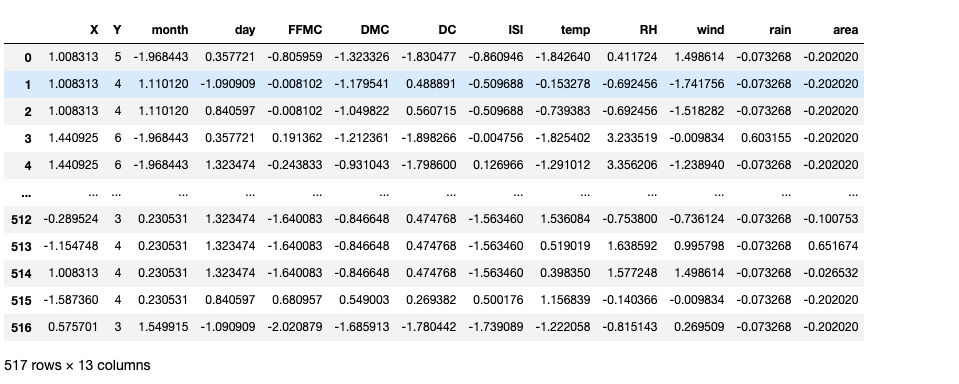 X Y month day FFMC DMC DC ISI temp RH wind rain area
0 1.008313 5 -1.968443 0.357721 -0.805959 -1.323326 -1.830477 -0.860946 -1.842640 0.411724 1.498614 -0.073268 -0.202020
1 1.008313 4 1.110120 -1.090909 -0.008102 -1.179541 0.488891 -0.509688 -0.153278 -0.692456 -1.741756 -0.073268 -0.202020
2 1.008313 4 1.110120 0.840597 -0.008102 -1.049822 0.560715 -0.509688 -0.739383 -0.692456 -1.518282 -0.073268 -0.202020
3 1.440925 6 -1.968443 0.357721 0.191362 -1.212361 -1.898266 -0.004756 -1.825402 3.233519 -0.009834 0.603155 -0.202020
4 1.440925 6 -1.968443 1.323474 -0.243833 -0.931043 -1.798600 0.126966 -1.291012 3.356206 -1.238940 -0.073268 -0.202020
... ... ... ... ... ... ... ... ... ... ... ... ... ...
512 -0.289524 3 0.230531 1.323474 -1.640083 -0.846648 0.474768 -1.563460 1.536084 -0.753800 -0.736124 -0.073268 -0.100753
513 -1.154748 4 0.230531 1.323474 -1.640083 -0.846648 0.474768 -1.563460 0.519019 1.638592 0.995798 -0.073268 0.651674
514 1.008313 4 0.230531 1.323474 -1.640083 -0.846648 0.474768 -1.563460 0.398350 1.577248 1.498614 -0.073268 -0.026532
515 -1.587360 4 0.230531 0.840597 0.680957 0.549003 0.269382 0.500176 1.156839 -0.140366 -0.009834 -0.073268 -0.202020
516 0.575701 3 1.549915 -1.090909 -2.020879 -1.685913 -1.780442 -1.739089 -1.222058 -0.815143 0.269509 -0.073268 -0.202020
517 rows × 13 columns